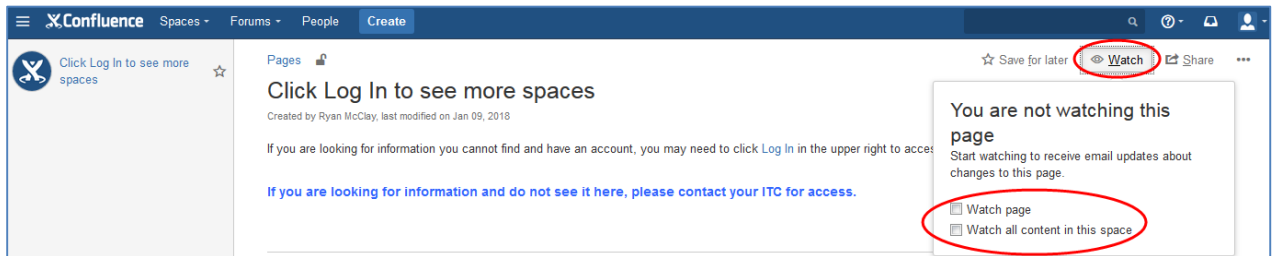 Confluence Spaces Forums People Create
Click Log In to see more
spaces
Pages
Save for later Watch Share
Click Log In to see more spaces
Created by Ryan McClay, last modified on Jan 09, 2018
If you are looking for information you cannot find and have an account, you may need to click Log In in the upper right to acces
If you are looking for information and do not see it here, please contact your ITC for access.
You are not watching this
page
Start watching to receive email updates about
changes to this page.
Watch page
Watch all content in this space